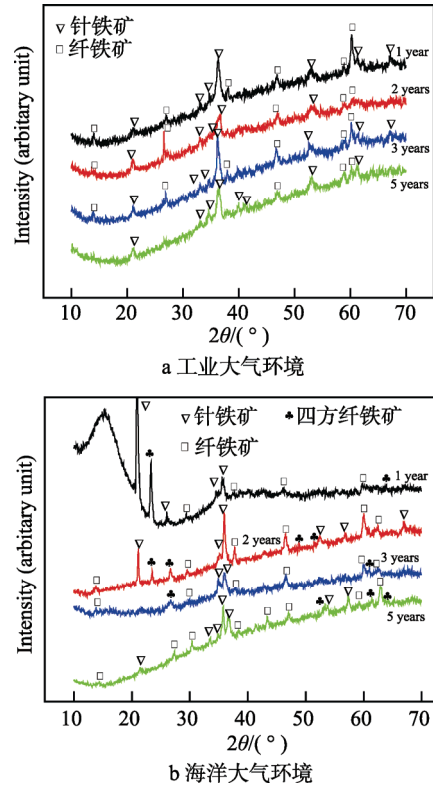 ▽ 针铁矿
□ 纤铁矿
1 year
2 years
3 years
5 years
Intensity (arbitary unit)
10 20 30 40 50 60 70
2θ/(°)
a 工业大气环境
▽ 针铁矿 ♣ 四方纤铁矿
□ 纤铁矿
1 year
2 years
3 years
5 years
Intensity (arbitary unit)
10 20 30 40 50 60 70
2θ/(°)
b 海洋大气环境